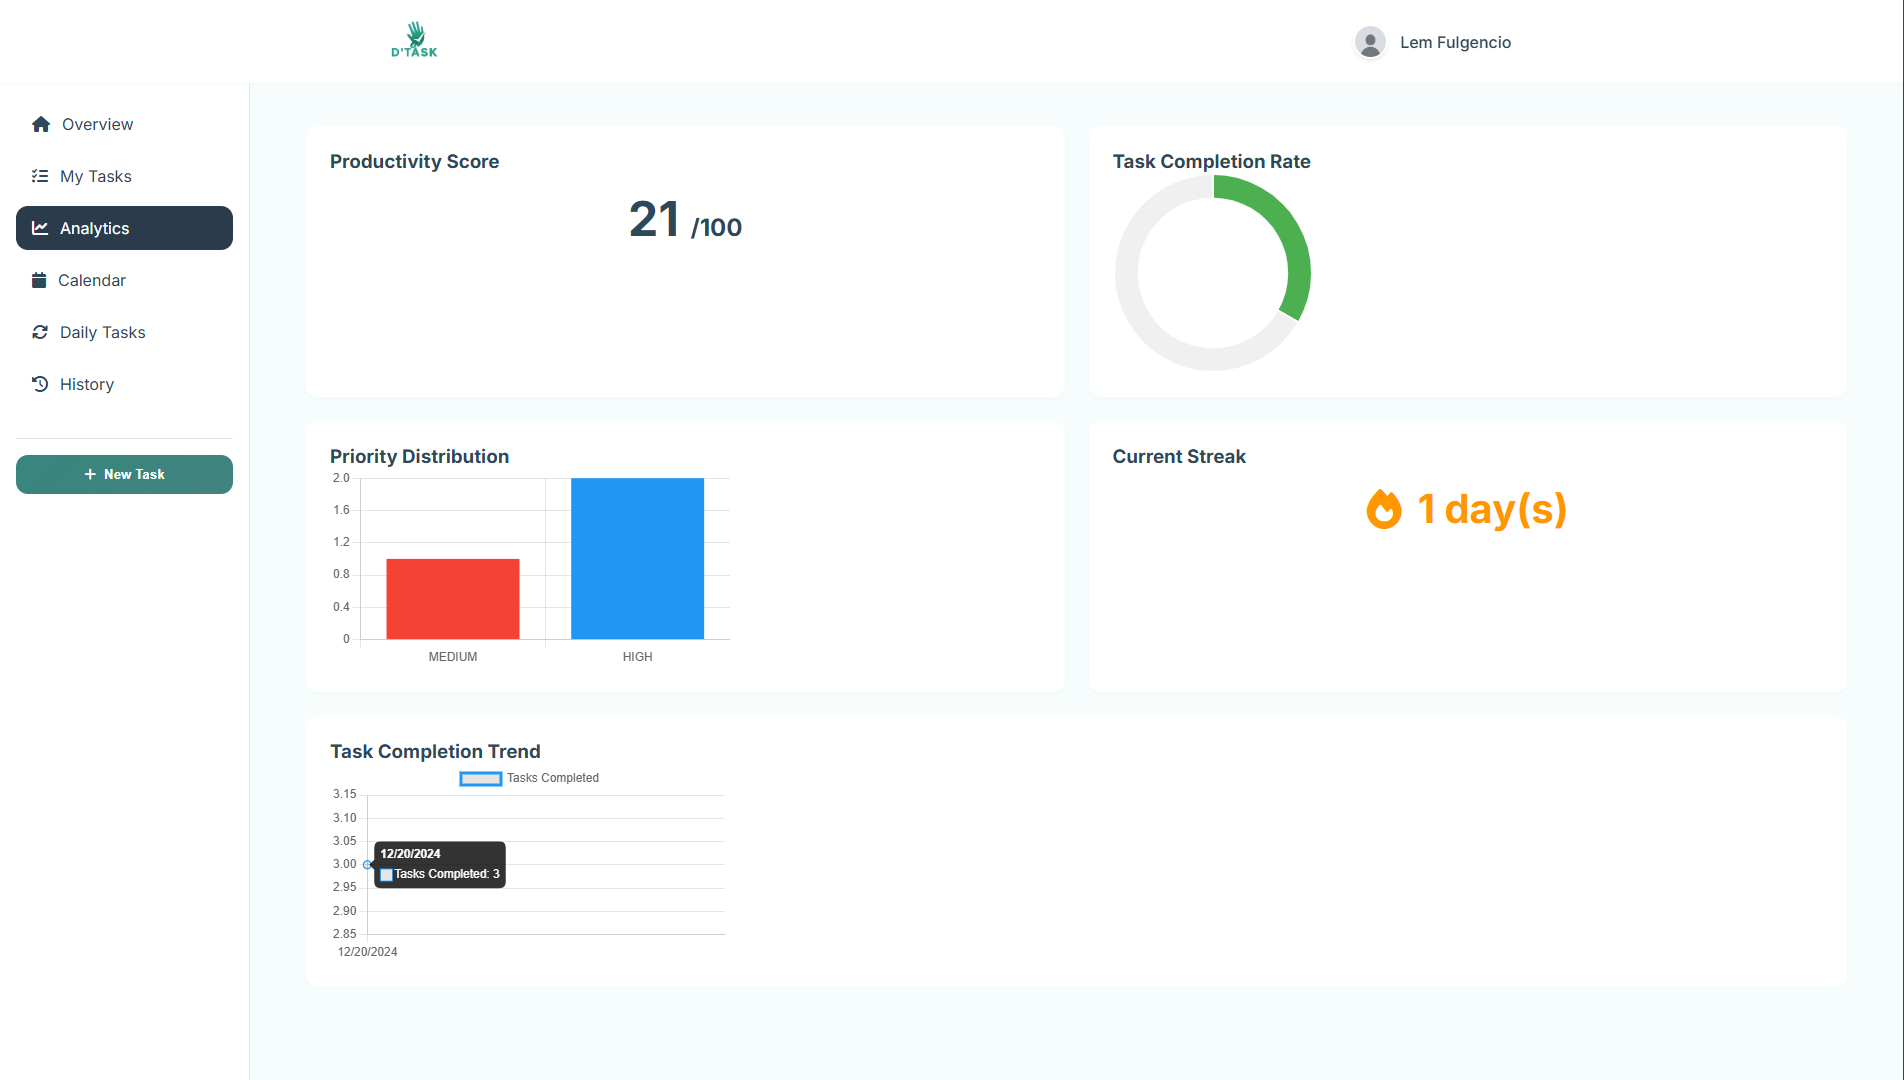 D'TASK
Lem Fulgencio
Overview
My Tasks
Analytics
Calendar
Daily Tasks
History
New Task
Productivity Score
21 /100
Task Completion Rate
Priority Distribution
2.0
1.6
1.2
0.8
0.4
0
MEDIUM HIGH
Current Streak
1 day(s)
Task Completion Trend
Tasks Completed
3.15
3.10
3.05
3.00
2.95
2.90
2.85
12/20/2024
Tasks Completed: 3
12/20/2024